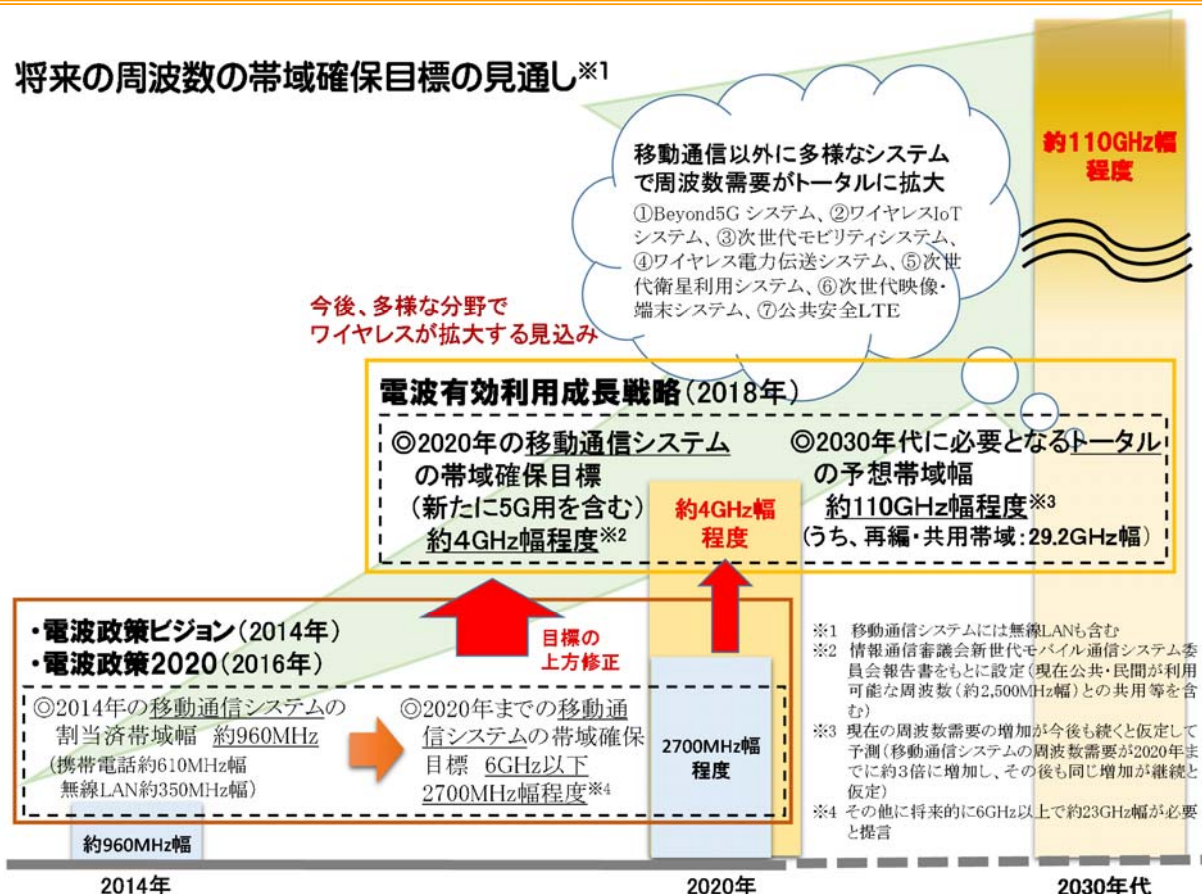 将来の周波数の帯域確保目標の見通し※1
約110GHz幅
程度
移動通信以外に多様なシステム
で周波数需要がトータルに拡大
①Beyond5G システム、②ワイヤレスIoT
システム、③次世代モビリティシステム、
④ワイヤレス電力伝送システム、⑤次世
代衛星利用システム、⑥次世代映像・
端末システム、⑦公共安全LTE
今後、多様な分野で
ワイヤレスが拡大する見込み
電波有効利用成長戦略(2018年)
◎2020年の移動通信システム
の帯域確保目標
(新たに5G用を含む)
約4GHz幅程度※2
約4GHz幅
程度
◎2030年代に必要となるトータル
の予想帯域幅
約110GHz幅程度※3
(うち、再編・共用帯域:29.2GHz幅)
・電波政策ビジョン(2014年)
・電波政策2020(2016年)
目標の
上方修正
◎2014年の移動通信システムの
割当済帯域幅 約960MHz
(携帯電話約610MHz幅
無線LAN約350MHz幅)
◎2020年までの移動通
信システムの帯域確保
目標 6GHz以下
2700MHz幅程度※4
2700MHz幅
程度
約960MHz幅
※1 移動通信システムには無線LANも含む
※2 情報通信審議会新世代モバイル通信システム委
員会報告書をもとに設定(現在公共・民間が利用
可能な周波数(約2,500MHz幅)との共用等を含
む)
※3 現在の周波数需要の増加が今後も続くと仮定して
予測(移動通信システムの周波数需要が2020年ま
でに約3倍に増加し、その後も同じ増加が継続と
仮定)
※4 その他に将来的に6GHz以上で約23GHz幅が必要
と提言
2014年
2020年
2030年代